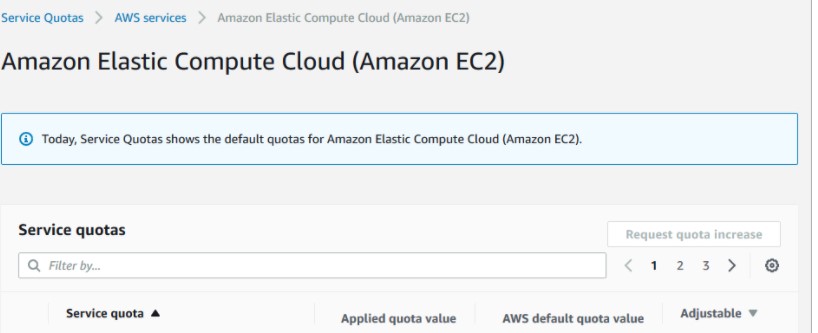 Service Quotas > AWS services > Amazon Elastic Compute Cloud (Amazon EC2)
Amazon Elastic Compute Cloud (Amazon EC2)
Today, Service Quotas shows the default quotas for Amazon Elastic Compute Cloud (Amazon EC2).
Service quotas
Request quota increase
Filter by...
< 1 2 3 >
Service quota ▲ Applied quota value AWS default quota value Adjustable ▼